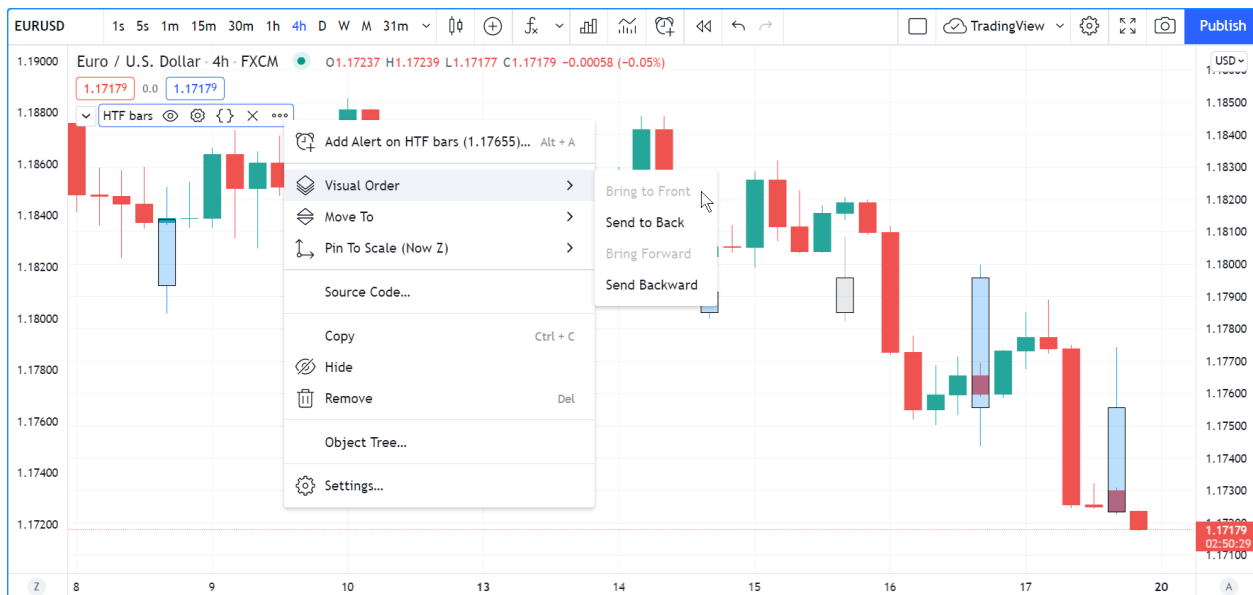 EURUSD 1s 5s 1m 15m 30m 1h 4h D W M 31m TradingView Publish
Euro / U.S. Dollar · 4h · FXCM O1.17237 H1.17239 L1.17177 C1.17179 −0.00058 (−0.05%)
1.17179 0.0 1.17179
HTF bars
Add Alert on HTF bars (1.17655)... Alt + A
Visual Order
Move To
Pin To Scale (Now Z)
Source Code...
Copy Ctrl + C
Hide
Remove Del
Object Tree...
Settings...
Bring to Front
Send to Back
Bring Forward
Send Backward
1.19000
1.18800
1.18600
1.18400
1.18200
1.18000
1.17800
1.17600
1.17400
1.17200
USD
1.18500
1.18400
1.18300
1.18200
1.18100
1.18000
1.17900
1.17800
1.17700
1.17600
1.17500
1.17400
1.17300
1.17179
02:50:29
1.17100
Z 8 9 10 13 14 15 16 17 20 A